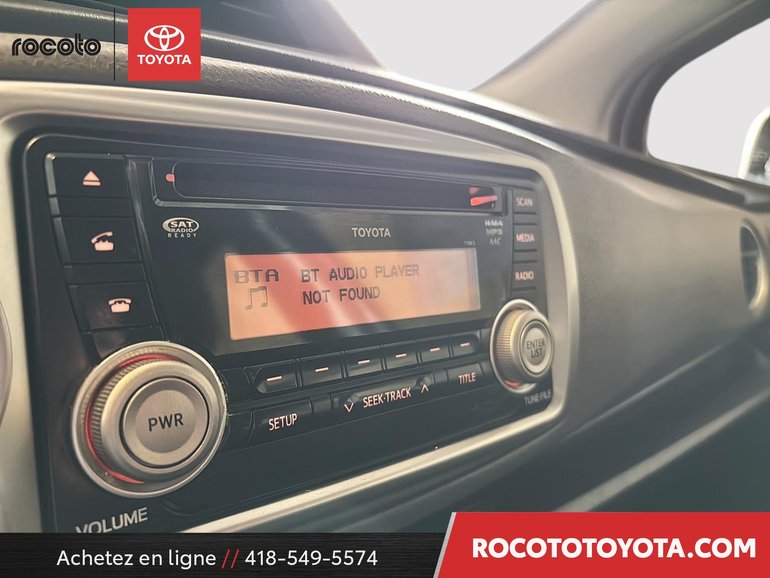 rocoto
TOYOTA
SAT
RADIO
READY
TOYOTA
WMA
MP3
AAC
SCAN
MEDIA
RADIO
BTA BT AUDIO PLAYER
NOT FOUND
ENTER
LIST
TUNE·FILE
PWR
VOLUME
SETUP
SEEK·TRACK
TITLE
Achetez en ligne // 418-549-5574
ROCOTOTOYOTA.COM